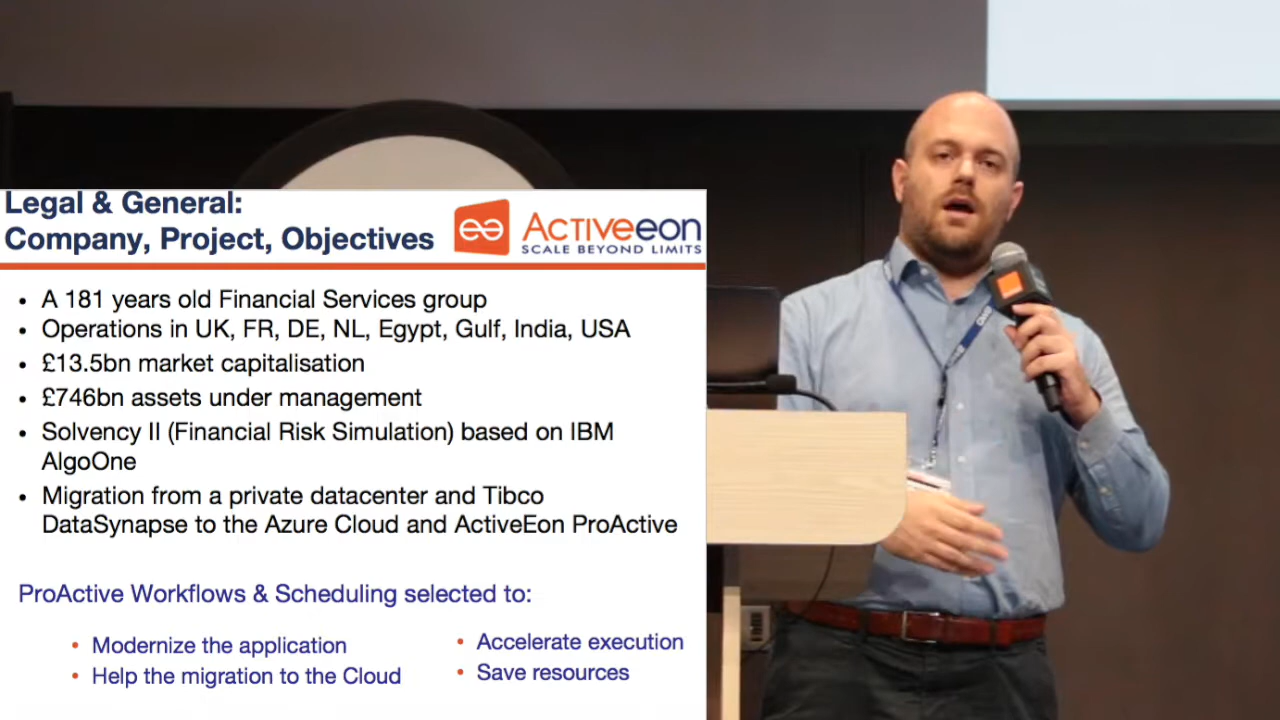 Legal & General:
Company, Project, Objectives
Activeeon
SCALE BEYOND LIMITS
• A 181 years old Financial Services group
• Operations in UK, FR, DE, NL, Egypt, Gulf, India, USA
• £13.5bn market capitalisation
• £746bn assets under management
• Solvency II (Financial Risk Simulation) based on IBM
AlgoOne
• Migration from a private datacenter and Tibco
DataSynapse to the Azure Cloud and ActiveEon ProActive
ProActive Workflows & Scheduling selected to:
• Modernize the application
• Help the migration to the Cloud
• Accelerate execution
• Save resources